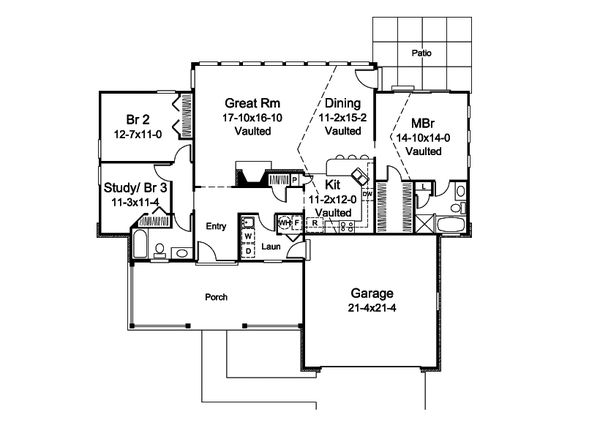 Patio
Great Rm
17-10x16-10
Vaulted
Dining
11-2x15-2
Vaulted
Br 2
12-7x11-0
MBr
14-10x14-0
Vaulted
Study/ Br 3
11-3x11-4
P
Kit
11-2x12-0
Vaulted
DW
L
Entry
W
D
WH
F
R
Laun
Porch
Garage
21-4x21-4